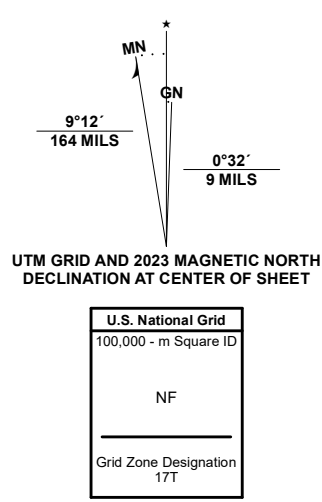 ★
MN
GN
9°12´
164 MILS
0°32´
9 MILS
UTM GRID AND 2023 MAGNETIC NORTH
DECLINATION AT CENTER OF SHEET
U.S. National Grid
100,000 - m Square ID
NF
Grid Zone Designation
17T